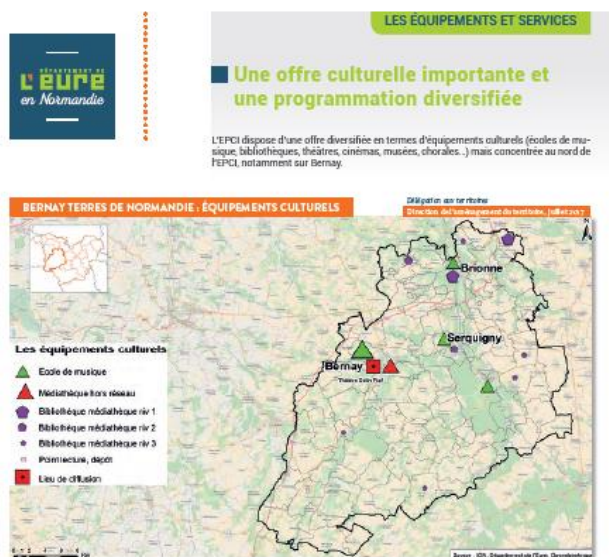 LES ÉQUIPEMENTS ET SERVICES
DÉPARTEMENT DE
L'EURE
en Normandie
Une offre culturelle importante et
une programmation diversifiée
L'EPCI dispose d'une offre diversifiée en termes d'équipements culturels (écoles de mu-
sique, bibliothèques, théâtres, cinémas, musées, chorales...) mais concentrée au nord de
l'EPCI, notamment sur Bernay.
BERNAY TERRES DE NORMANDIE : ÉQUIPEMENTS CULTURELS
Délégation aux territoires
Direction de l'aménagement du territoire, juillet 2017
N
Brionne
Serquigny
Bernay
Les équipements culturels
Ecole de musique
Médiathèque hors réseau
Bibliothèque médiathèque niv 1
Bibliothèque médiathèque niv 2
Bibliothèque médiathèque niv 3
Point lecture, dépôt
Lieu de diffusion